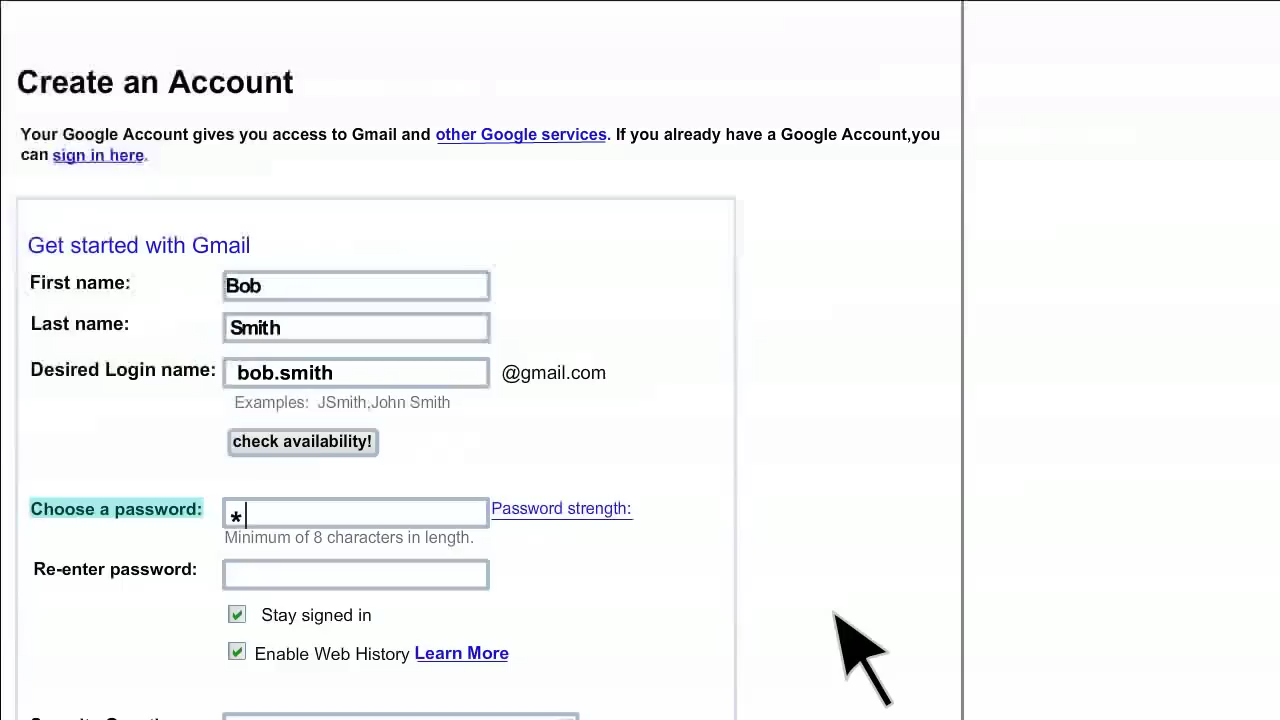 Create an Account
Your Google Account gives you access to Gmail and other Google services. If you already have a Google Account,you
can sign in here.
Get started with Gmail
First name: Bob
Last name: Smith
Desired Login name: bob.smith @gmail.com
Examples: JSmith,John Smith
check availability!
Choose a password: * Password strength:
Minimum of 8 characters in length.
Re-enter password:
Stay signed in
Enable Web History Learn More